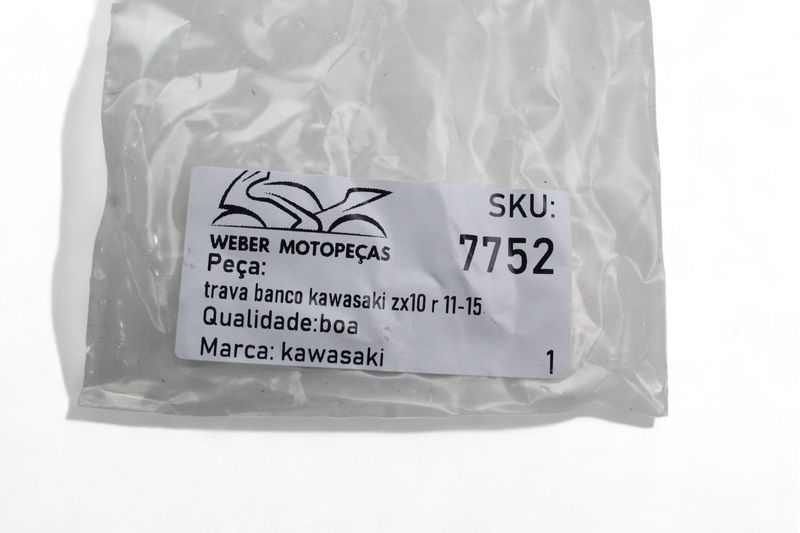 SKU:
7752
WEBER MOTOPEÇAS
Peça:
trava banco kawasaki zx10 r 11-15
Qualidade:boa
Marca: kawasaki
1